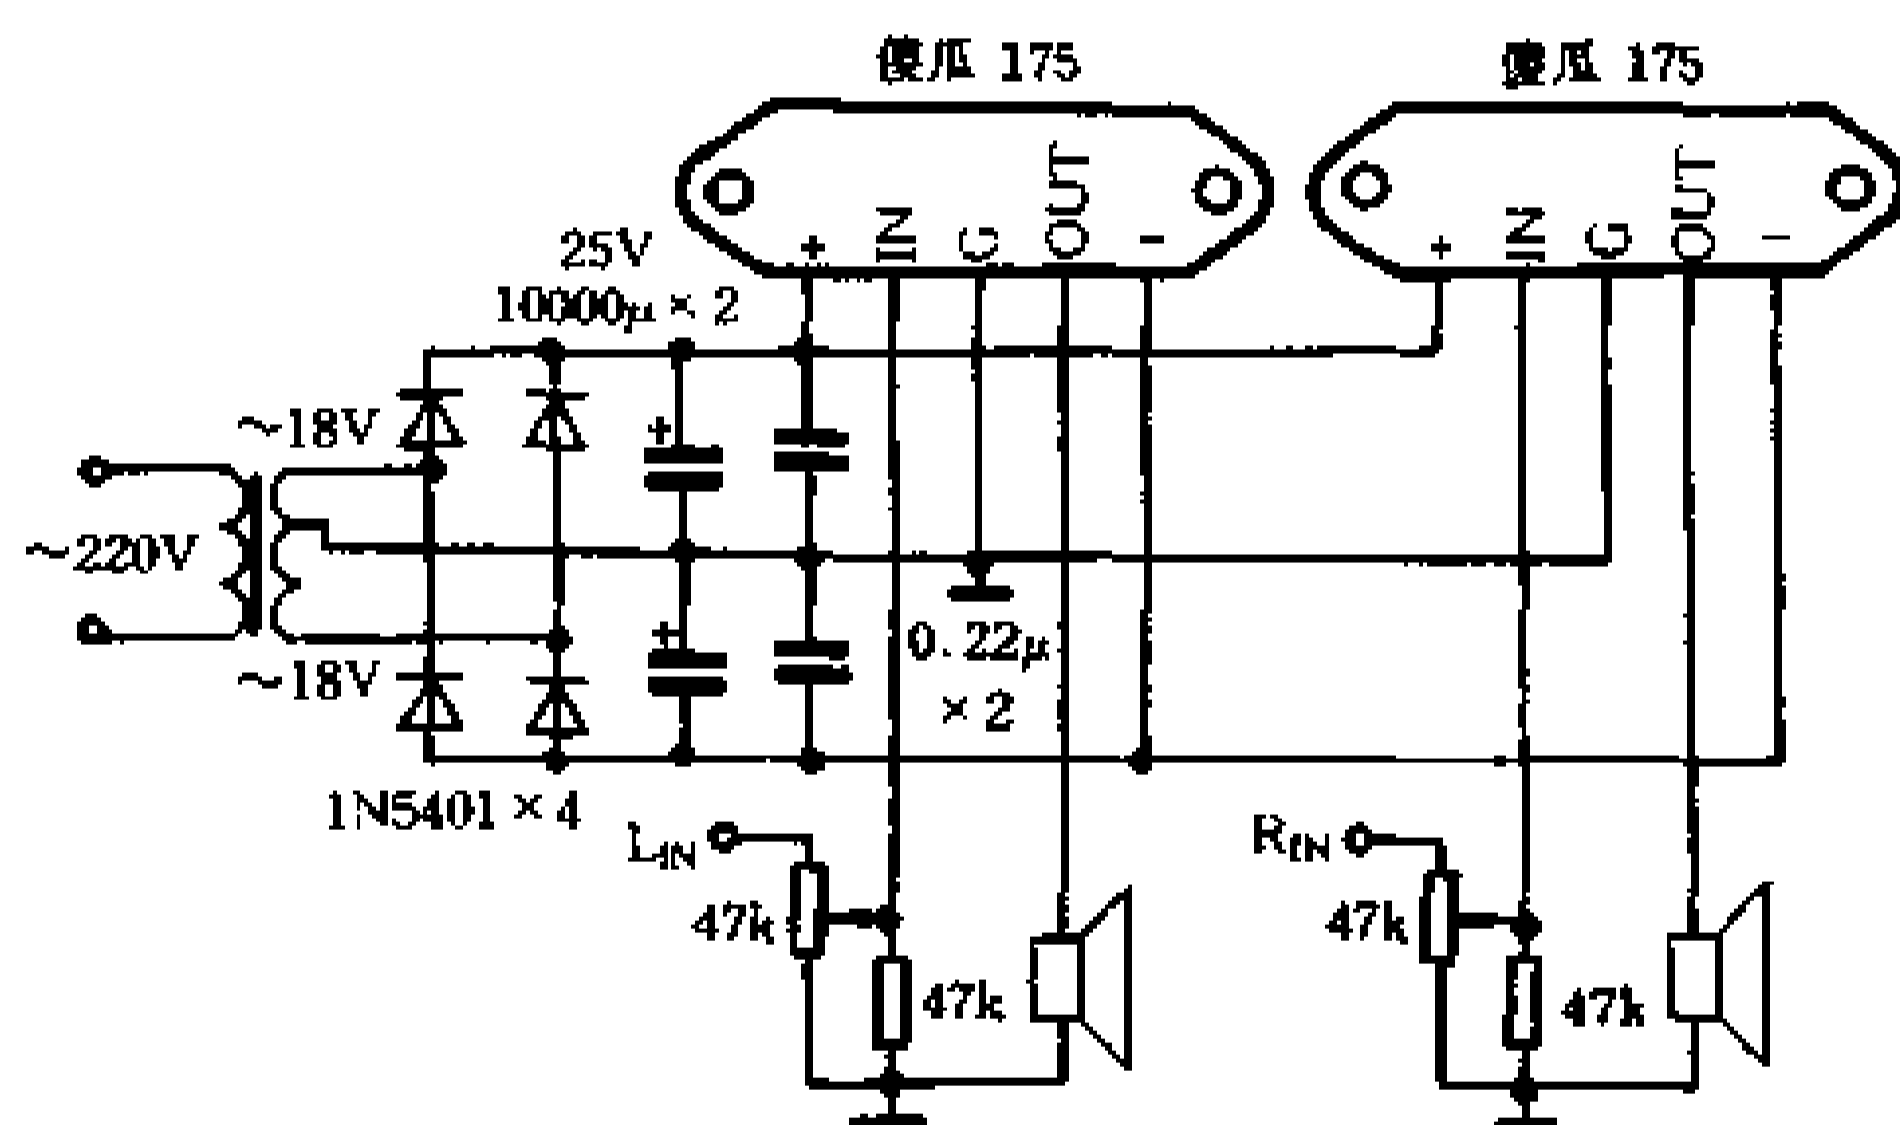 傻瓜 175
傻瓜 175
+ IN G OUT -
+ IN G OUT -
25V
10000μ × 2
～18V
～220V
～18V
+
+
0.22μ
× 2
1N5401 × 4
LIN
RIN
47k
47k
47k
47k